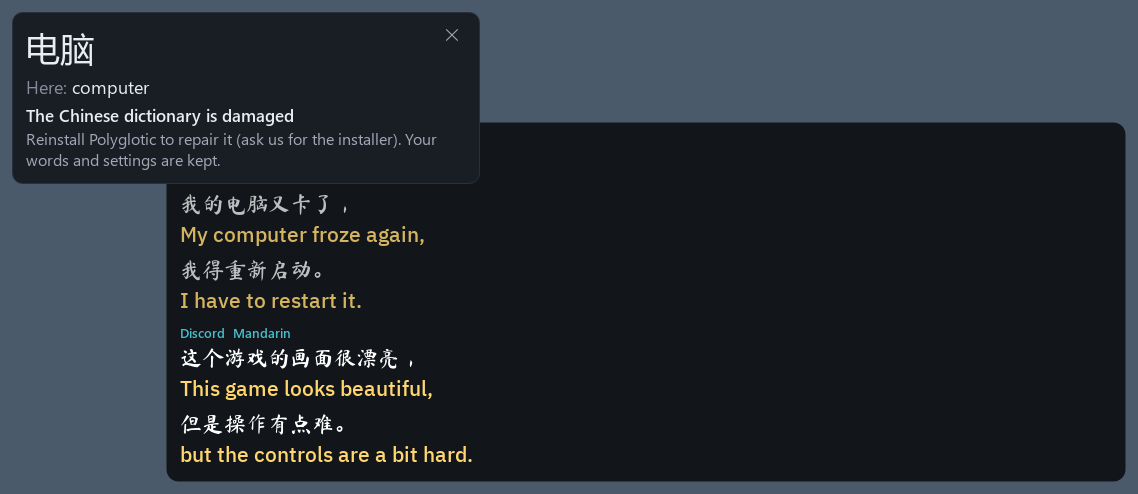 电脑
Here: computer
The Chinese dictionary is damaged
Reinstall Polyglotic to repair it (ask us for the installer). Your
words and settings are kept.
我的电脑又卡了，
My computer froze again,
我得重新启动。
I have to restart it.
Discord Mandarin
这个游戏的画面很漂亮，
This game looks beautiful,
但是操作有点难。
but the controls are a bit hard.